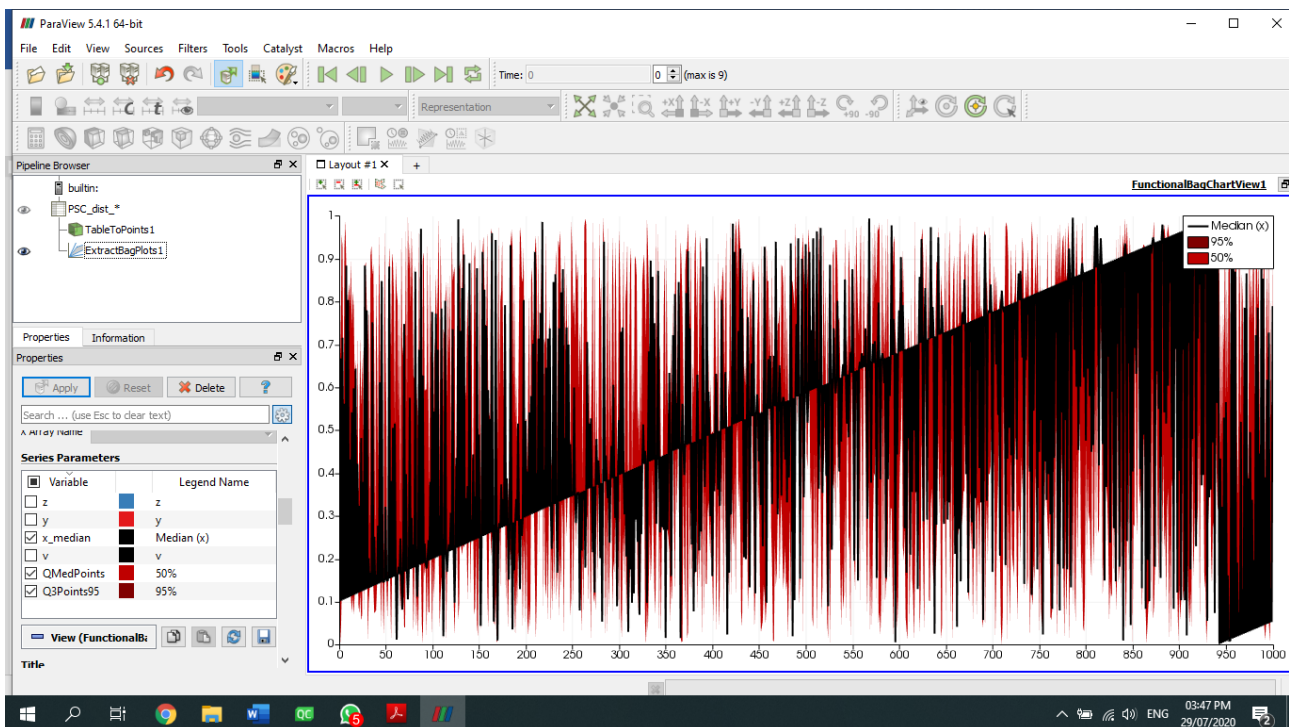 ParaView 5.4.1 64-bit
File Edit View Sources Filters Tools Catalyst Macros Help
Time: 0 0 (max is 9)
Representation
+X -X +Y -Y +Z -Z +90 -90
Pipeline Browser
Layout #1 +
builtin:
FunctionalBagChartView1
PSC_dist_*
TableToPoints1
ExtractBagPlots1
Properties Information
Properties
Apply Reset Delete ?
Search ... (use Esc to clear text)
X Array Name
Series Parameters
Variable Legend Name
z z
y y
x_median Median (x)
v v
QMedPoints 50%
Q3Points95 95%
View (FunctionalBa
Title
Median (x)
95%
50%
1
0.9
0.8
0.7
0.6
0.5
0.4
0.3
0.2
0.1
0
0 50 100 150 200 250 300 350 400 450 500 550 600 650 700 750 800 850 900 950 1000
W QC 5 ENG 03:47 PM
29/07/2020 2